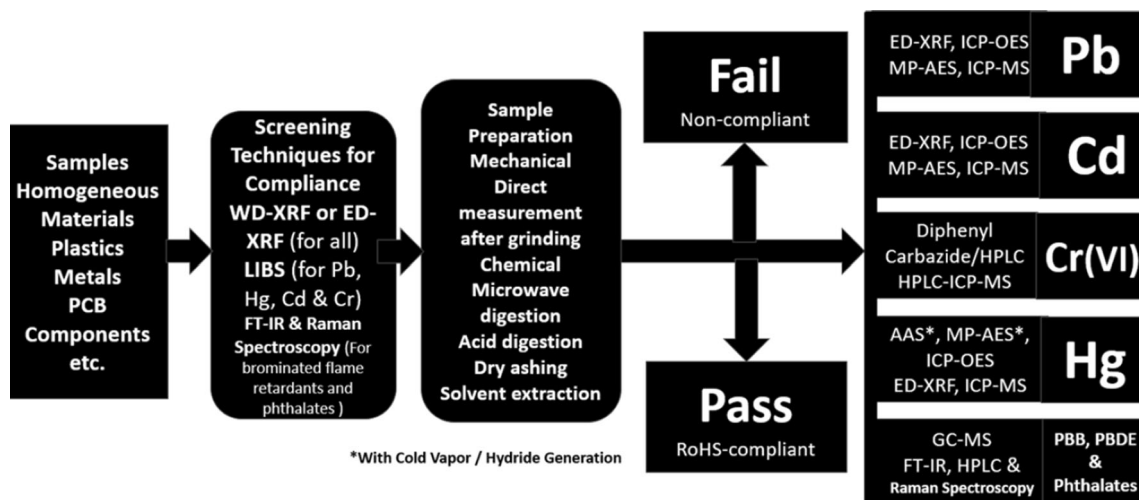 Samples
Homogeneous
Materials
Plastics
Metals
PCB
Components
etc.
Screening
Techniques for
Compliance
WD-XRF or ED-
XRF (for all)
LIBS (for Pb,
Hg, Cd & Cr)
FT-IR & Raman
Spectroscopy (For
brominated flame
retardants and
phthalates )
Sample
Preparation
Mechanical
Direct
measurement
after grinding
Chemical
Microwave
digestion
Acid digestion
Dry ashing
Solvent extraction
*With Cold Vapor / Hydride Generation
Fail
Non-compliant
Pass
RoHS-compliant
ED-XRF, ICP-OES
MP-AES, ICP-MS
Pb
ED-XRF, ICP-OES
MP-AES, ICP-MS
Cd
Diphenyl
Carbazide/HPLC
HPLC-ICP-MS
Cr(VI)
AAS*, MP-AES*,
ICP-OES
ED-XRF, ICP-MS
Hg
GC-MS
FT-IR, HPLC &
Raman Spectroscopy
PBB, PBDE
&
Phthalates